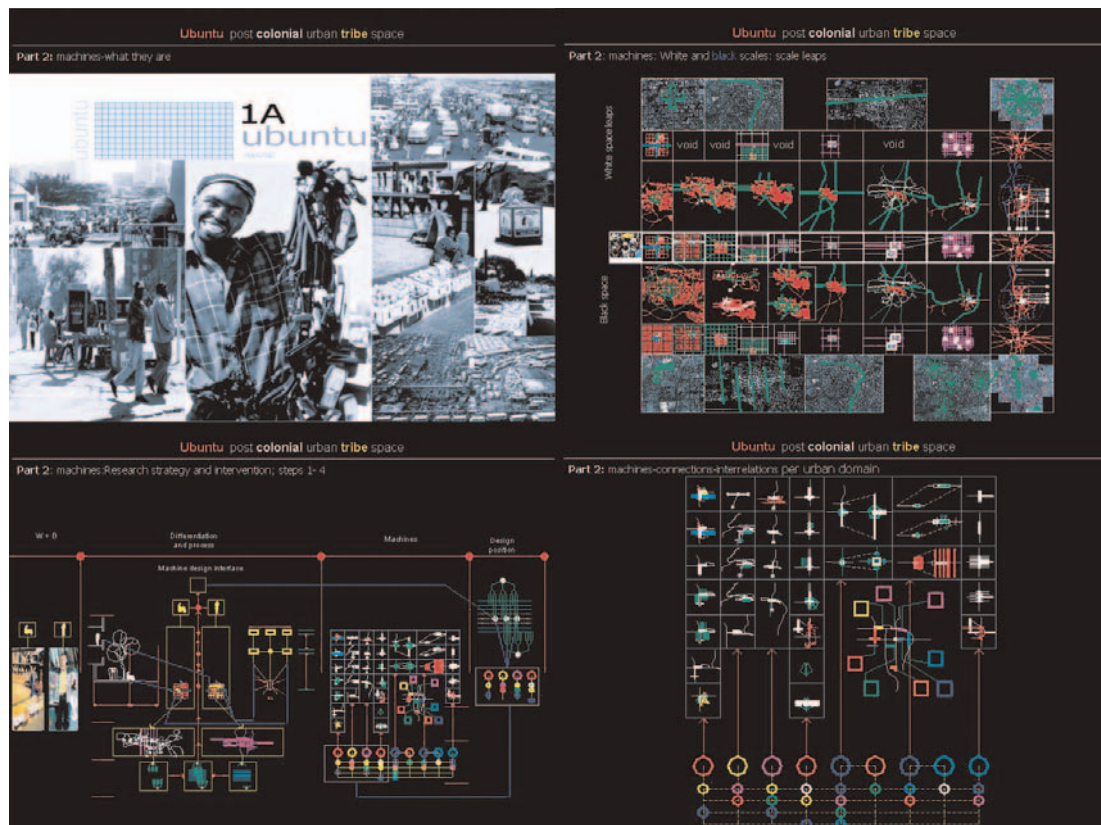 Ubuntu post colonial urban tribe space
Part 2: machines-what they are
ubuntu
1A
ubuntu
Ubuntu post colonial urban tribe space
Part 2: machines: White and black scales: scale leaps
White space leaps
void
void
void
void
Black space
Ubuntu post colonial urban tribe space
Part 2: machines:Research strategy and intervention; steps 1- 4
Differentiation
and process
Machines
Design
position
Machine design interface
Ubuntu post colonial urban tribe space
Part 2: machines-connections-interrelations per urban domain